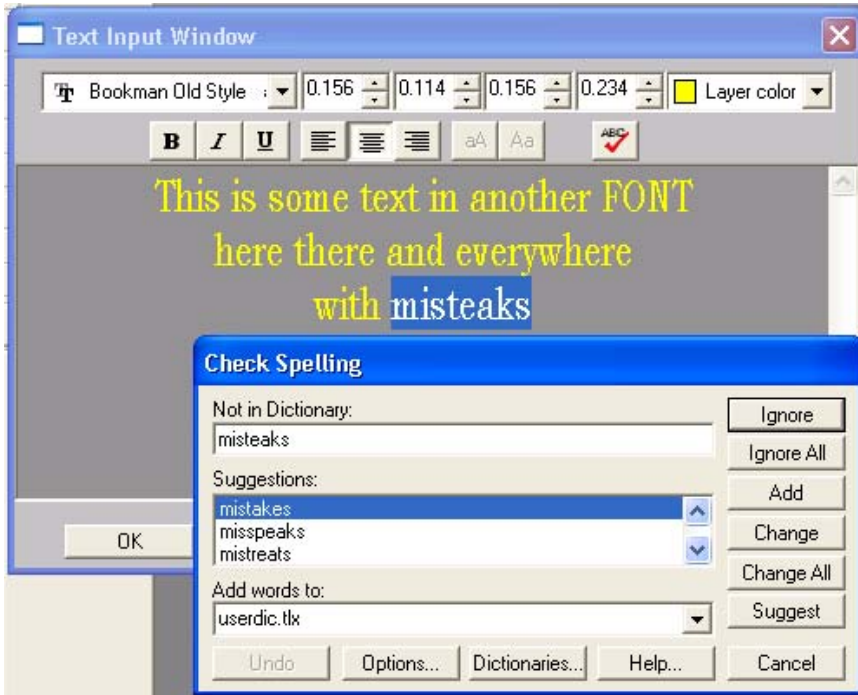 Text Input Window
Bookman Old Style 0.156 0.114 0.156 0.234 Layer color
B I U aA Aa ABC
This is some text in another FONT
here there and everywhere
with misteaks
Check Spelling
Not in Dictionary:
misteaks
Ignore
Ignore All
Suggestions:
mistakes
misspeaks
mistreats
Add
Change
Change All
OK
Add words to:
userdic.tlx
Suggest
Undo Options... Dictionaries... Help... Cancel